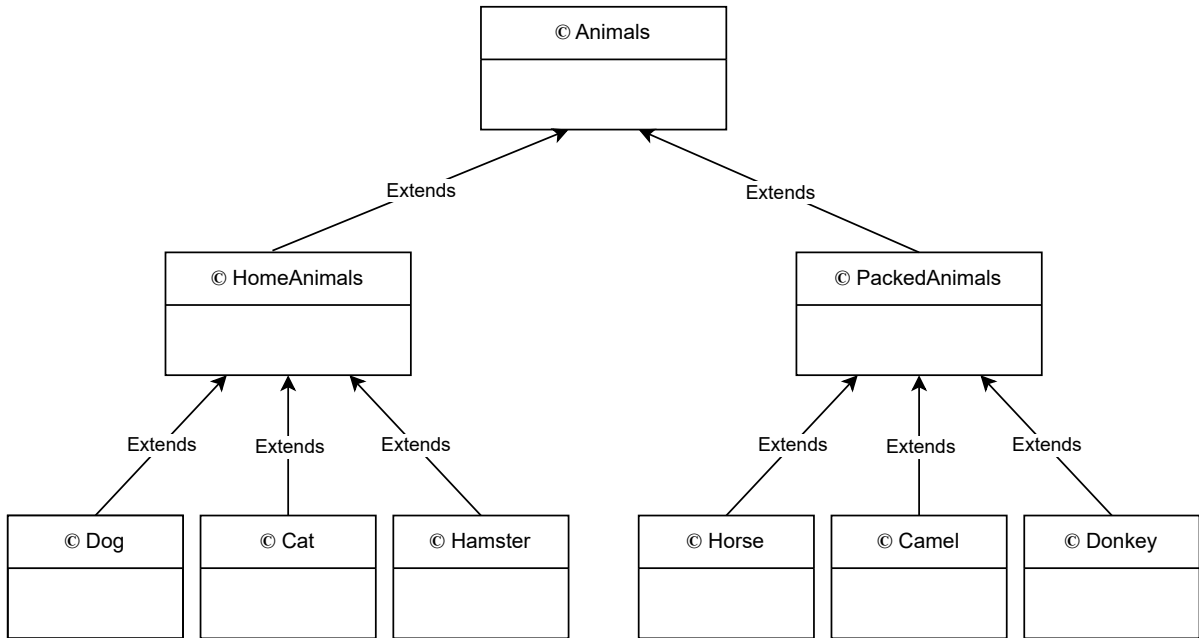 © Animals
Extends
Extends
© HomeAnimals
© PackedAnimals
Extends
Extends
Extends
Extends
Extends
Extends
© Dog
© Cat
© Hamster
© Horse
© Camel
© Donkey